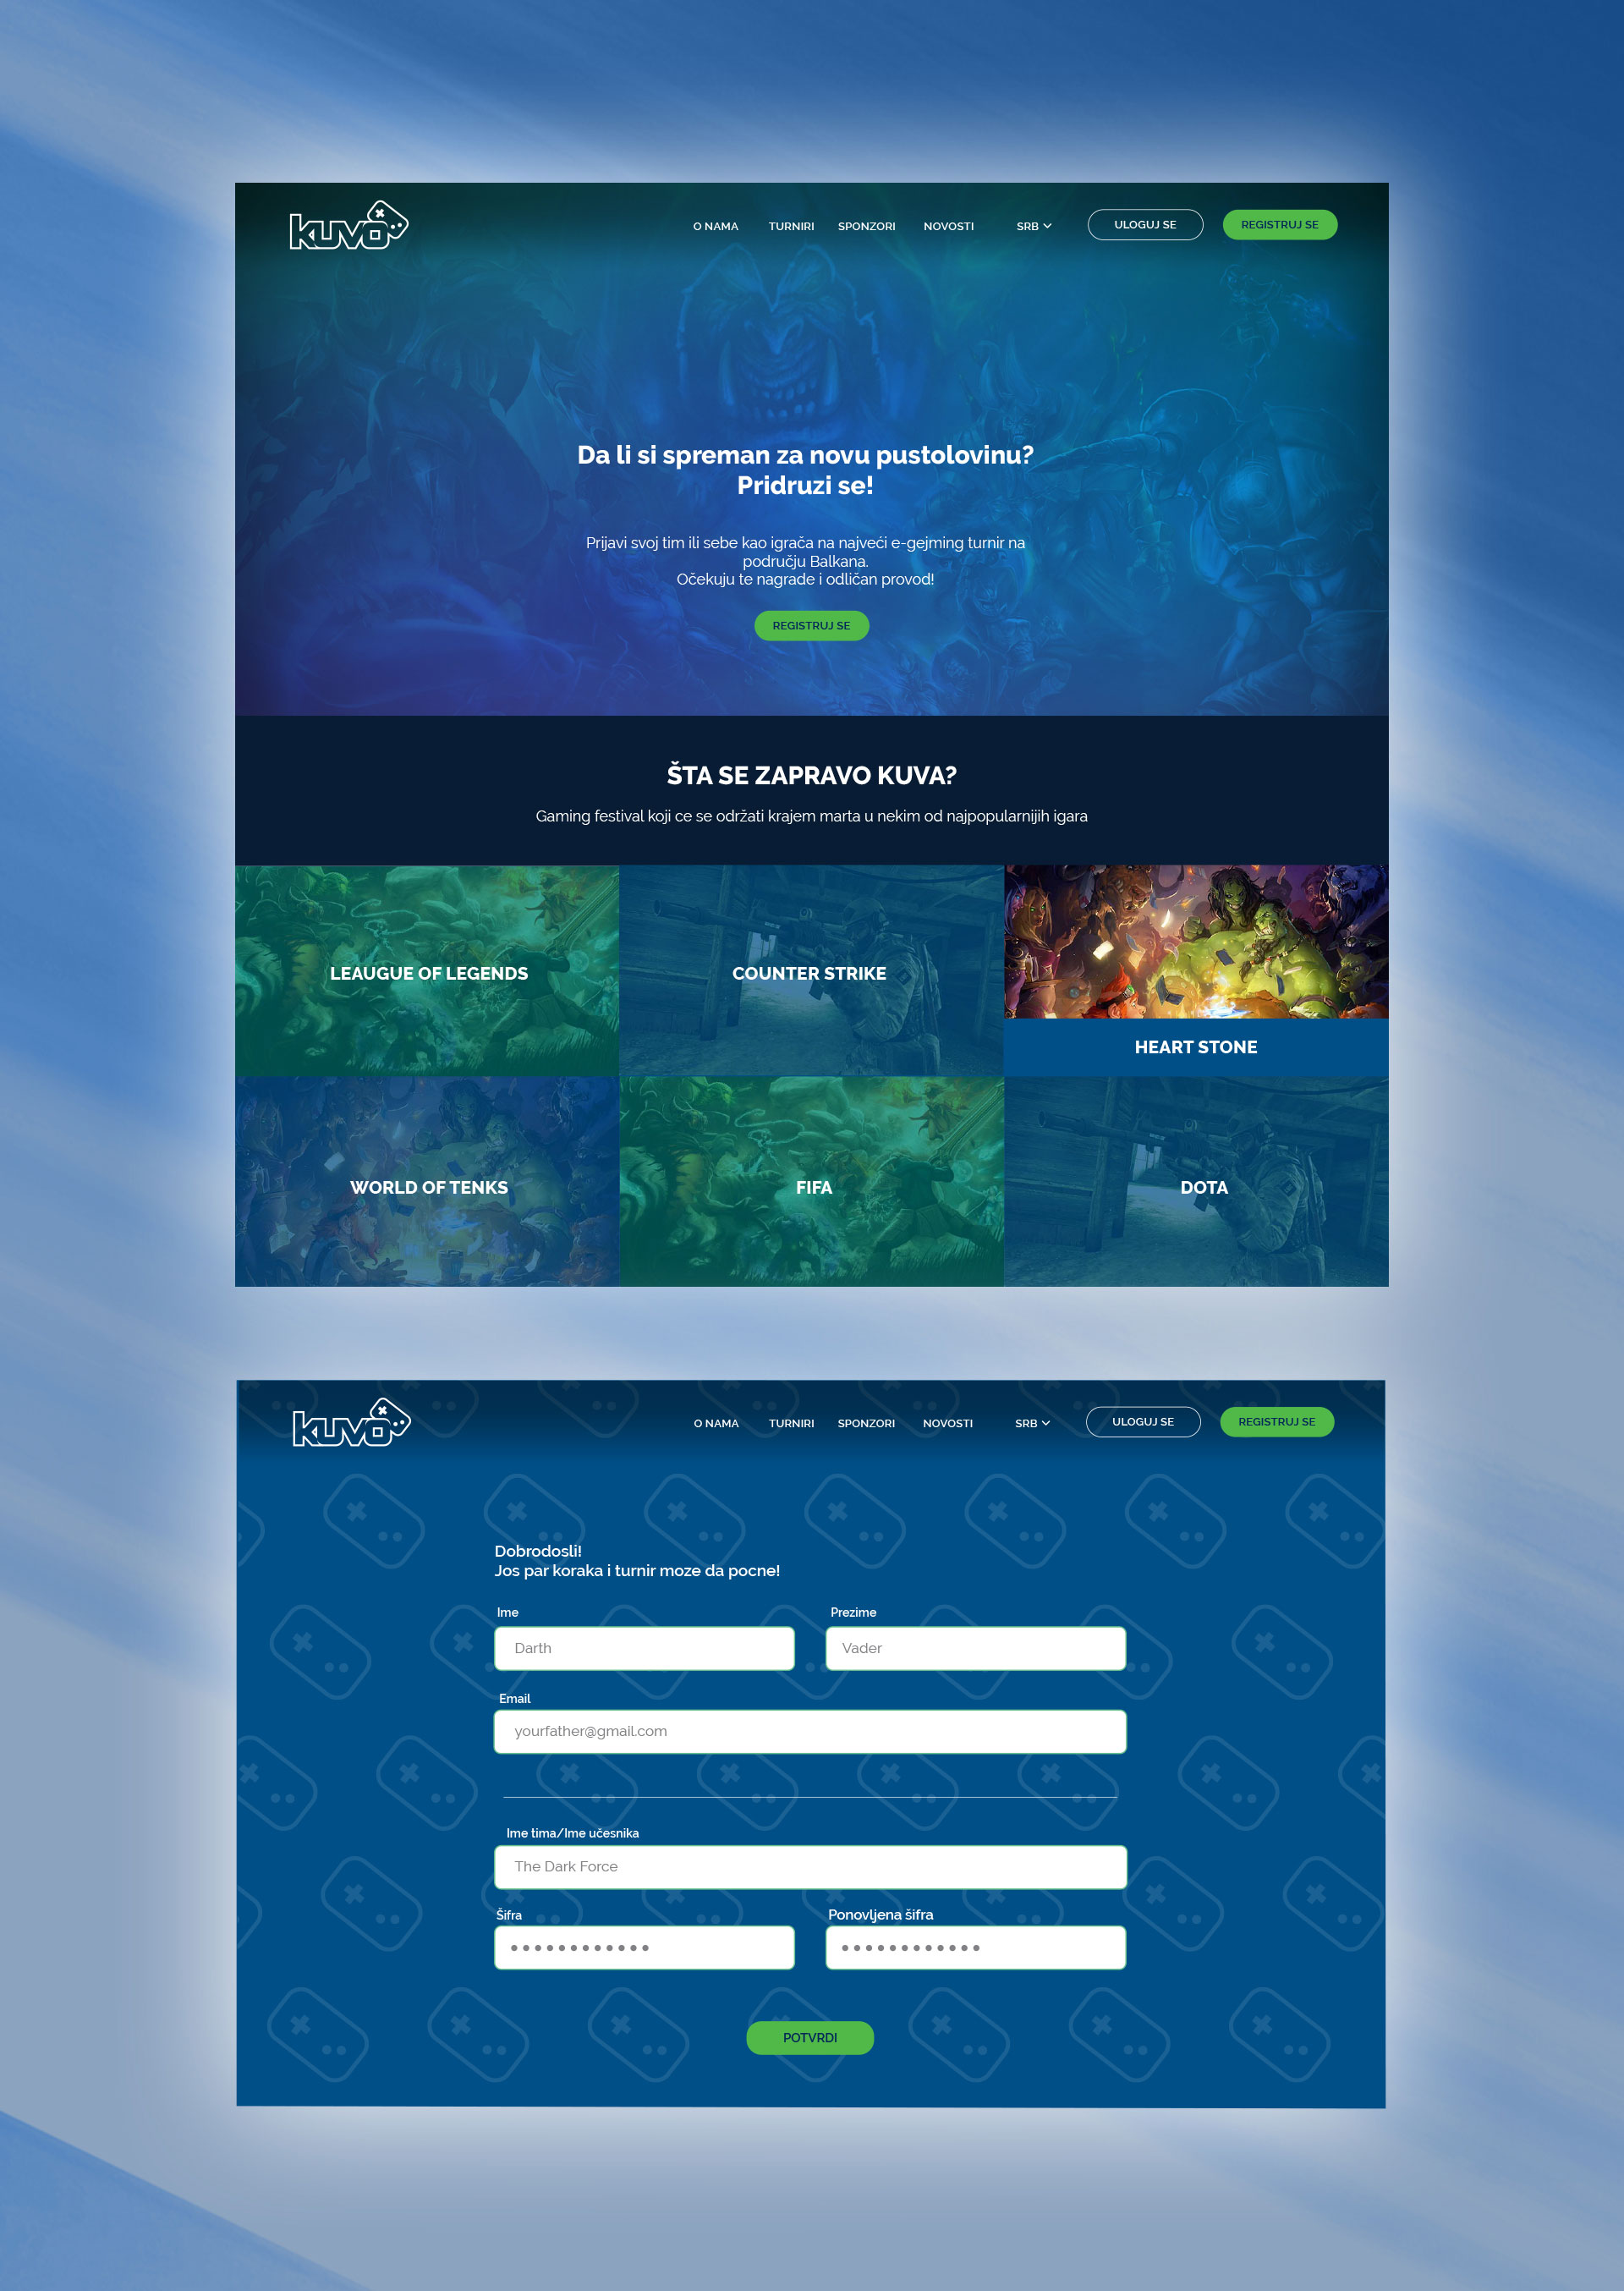 kuvo
O NAMA TURNIRI SPONZORI NOVOSTI SRB ULOGUJ SE REGISTRUJ SE
Da li si spreman za novu pustolovinu?
Pridruzi se!
Prijavi svoj tim ili sebe kao igrača na najveći e-gejming turnir na
području Balkana.
Očekuju te nagrade i odličan provod!
REGISTRUJ SE
ŠTA SE ZAPRAVO KUVA?
Gaming festival koji ce se održati krajem marta u nekim od najpopularnijih igara
LEAUGUE OF LEGENDS
COUNTER STRIKE
HEART STONE
WORLD OF TENKS
FIFA
DOTA
kuvo
O NAMA TURNIRI SPONZORI NOVOSTI SRB ULOGUJ SE REGISTRUJ SE
Dobrodosli!
Jos par koraka i turnir moze da pocne!
Ime Prezime
Darth Vader
Email
yourfather@gmail.com
Ime tima/Ime učesnika
The Dark Force
Šifra Ponovljena šifra
POTVRDI